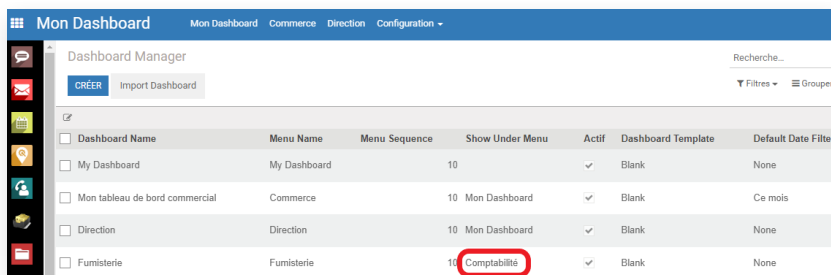 Mon Dashboard Mon Dashboard Commerce Direction Configuration
Dashboard Manager Recherche...
CRÉER Import Dashboard Filtres Groupe
Dashboard Name Menu Name Menu Sequence Show Under Menu Actif Dashboard Template Default Date Filte
My Dashboard My Dashboard 10 Blank None
Mon tableau de bord commercial Commerce 10 Mon Dashboard Blank Ce mois
Direction Direction 10 Mon Dashboard Blank None
Fumisterie Fumisterie 10 Comptabilité Blank None